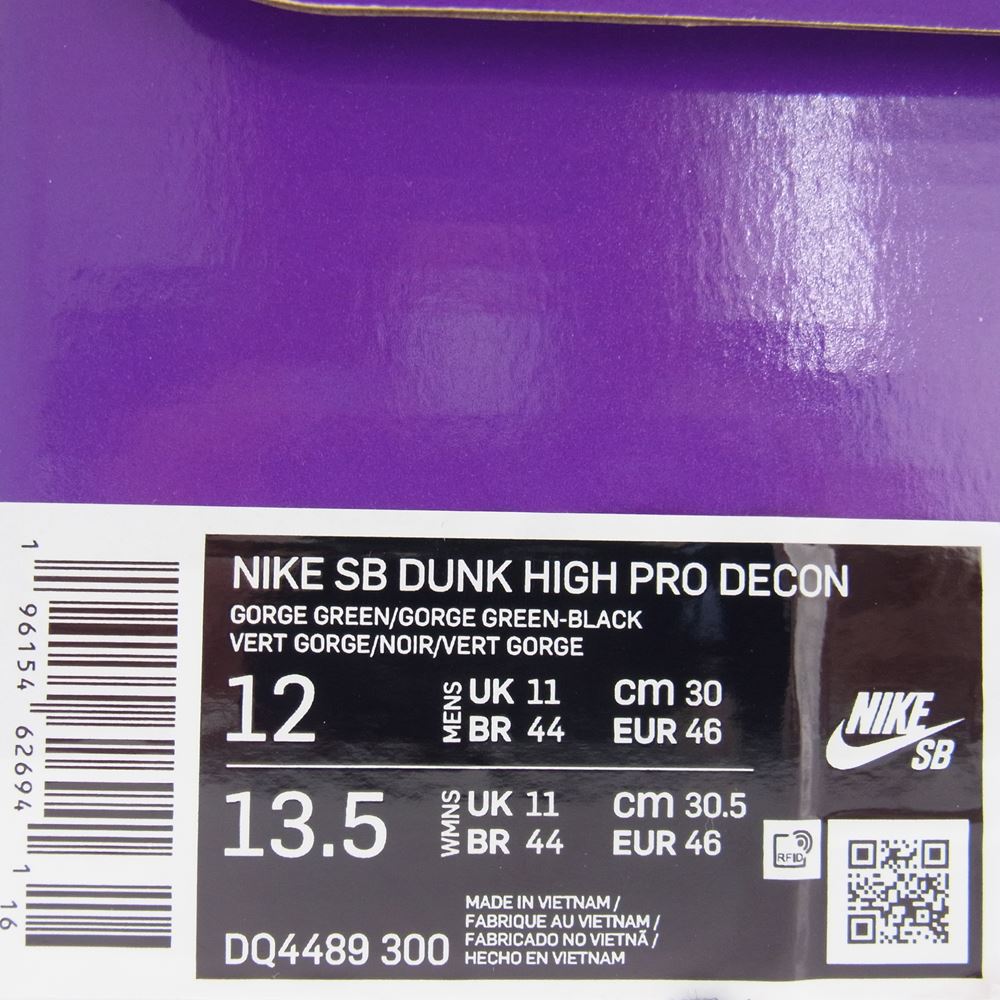 NIKE SB DUNK HIGH PRO DECON
GORGE GREEN/GORGE GREEN-BLACK
VERT GORGE/NOIR/VERT GORGE
12 MENS UK 11 cm 30
BR 44 EUR 46
13.5 WMNS UK 11 cm 30.5
BR 44 EUR 46
NIKE
SB
RFID
MADE IN VIETNAM /
FABRIQUE AU VIETNAM /
FABRICADO NO VIETNÃ /
HECHO EN VIETNAM
DQ4489 300
1 96154 62694 1 16